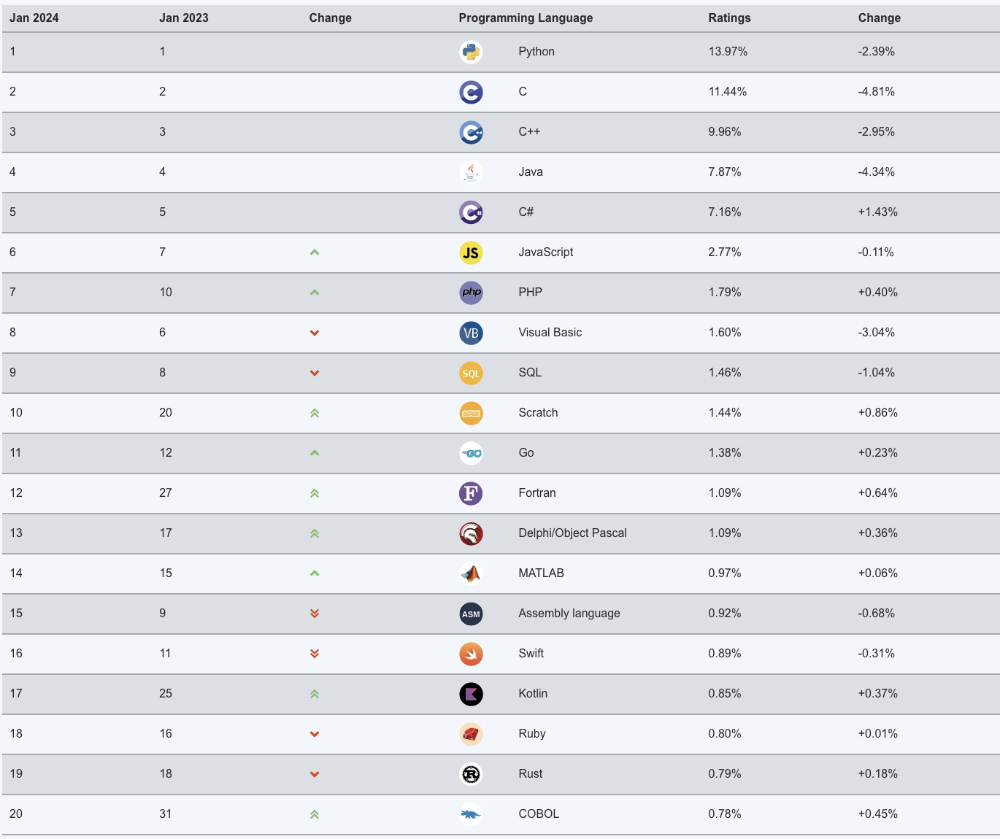 Jan 2024 Jan 2023 Change Programming Language Ratings Change
1 1 Python 13.97% -2.39%
2 2 C C 11.44% -4.81%
3 3 C++ C++ 9.96% -2.95%
4 4 Java 7.87% -4.34%
5 5 C# C# 7.16% +1.43%
6 7 JS JavaScript 2.77% -0.11%
7 10 php PHP 1.79% +0.40%
8 6 VB Visual Basic 1.60% -3.04%
9 8 SQL SQL 1.46% -1.04%
10 20 Scratch 1.44% +0.86%
11 12 GO Go 1.38% +0.23%
12 27 F Fortran 1.09% +0.64%
13 17 Delphi/Object Pascal 1.09% +0.36%
14 15 MATLAB 0.97% +0.06%
15 9 ASM Assembly language 0.92% -0.68%
16 11 Swift 0.89% -0.31%
17 25 Kotlin 0.85% +0.37%
18 16 Ruby 0.80% +0.01%
19 18 R Rust 0.79% +0.18%
20 31 COBOL 0.78% +0.45%